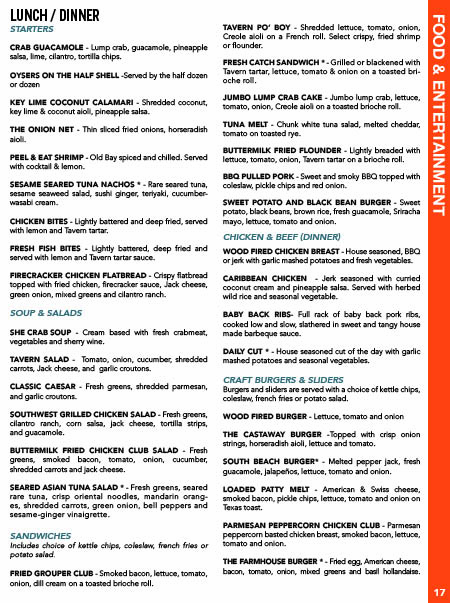 LUNCH / DINNER
STARTERS
CRAB GUACAMOLE - Lump crab, guacamole, pineapple
salsa, lime, cilantro, tortilla chips.
OYSERS ON THE HALF SHELL -Served by the half dozen
or dozen
KEY LIME COCONUT CALAMARI - Shredded coconut,
key lime & coconut aioli, pineapple salsa.
THE ONION NET - Thin sliced fried onions, horseradish
aioli.
PEEL & EAT SHRIMP - Old Bay spiced and chilled. Served
with cocktail & lemon.
SESAME SEARED TUNA NACHOS * - Rare seared tuna,
sesame seaweed salad, sushi ginger, teriyaki, cucumber-
wasabi cream.
CHICKEN BITES - Lightly battered and deep fried, served
with lemon and Tavern tartar.
FRESH FISH BITES - Lightly battered, deep fried and
served with lemon and Tavern tartar sauce.
FIRECRACKER CHICKEN FLATBREAD - Crispy flatbread
topped with fried chicken, firecracker sauce, Jack cheese,
green onion, mixed greens and cilantro ranch.
SOUP & SALADS
SHE CRAB SOUP - Cream based with fresh crabmeat,
vegetables and sherry wine.
TAVERN SALAD - Tomato, onion, cucumber, shredded
carrots, Jack cheese, and garlic croutons.
CLASSIC CAESAR - Fresh greens, shredded parmesan,
and garlic croutons.
SOUTHWEST GRILLED CHICKEN SALAD - Fresh greens,
cilantro ranch, corn salsa, jack cheese, tortilla strips,
and guacamole.
BUTTERMILK FRIED CHICKEN CLUB SALAD - Fresh
greens, smoked bacon, tomato, onion, cucumber,
shredded carrots and jack cheese.
SEARED ASIAN TUNA SALAD * - Fresh greens, seared
rare tuna, crisp oriental noodles, mandarin orang-
es, shredded carrots, green onion, bell peppers and
sesame-ginger vinaigrette.
SANDWICHES
Includes choice of kettle chips, coleslaw, french fries or
potato salad.
FRIED GROUPER CLUB - Smoked bacon, lettuce, tomato,
onion, dill cream on a toasted brioche roll.
TAVERN PO' BOY - Shredded lettuce, tomato, onion,
Creole aioli on a French roll. Select crispy, fried shrimp
or flounder.
FRESH CATCH SANDWICH * - Grilled or blackened with
Tavern tartar, lettuce, tomato & onion on a toasted bri-
oche roll.
JUMBO LUMP CRAB CAKE - Jumbo lump crab, lettuce,
tomato, onion, Creole aioli on a toasted brioche roll.
TUNA MELT - Chunk white tuna salad, melted cheddar,
tomato on toasted rye.
BUTTERMILK FRIED FLOUNDER - Lightly breaded with
lettuce, tomato, onion, Tavern tartar on a brioche roll.
BBQ PULLED PORK - Sweet and smoky BBQ topped with
coleslaw, pickle chips and red onion.
SWEET POTATO AND BLACK BEAN BURGER - Sweet
potato, black beans, brown rice, fresh guacamole, Sriracha
mayo, lettuce, tomato and onion.
CHICKEN & BEEF (DINNER)
WOOD FIRED CHICKEN BREAST - House seasoned, BBQ
or jerk with garlic mashed potatoes and fresh vegetables.
CARIBBEAN CHICKEN - Jerk seasoned with curried
coconut cream and pineapple salsa. Served with herbed
wild rice and seasonal vegetable.
BABY BACK RIBS- Full rack of baby back pork ribs,
cooked low and slow, slathered in sweet and tangy house
made barbeque sauce.
DAILY CUT * - House seasoned cut of the day with garlic
mashed potatoes and seasonal vegetables.
CRAFT BURGERS & SLIDERS
Burgers and sliders are served with a choice of kettle chips,
coleslaw, french fries or potato salad.
WOOD FIRED BURGER - Lettuce, tomato and onion
THE CASTAWAY BURGER -Topped with crisp onion
strings, horseradish aioli, lettuce and tomato.
SOUTH BEACH BURGER* - Melted pepper jack, fresh
guacamole, jalapeños, lettuce, tomato and onion.
LOADED PATTY MELT - American & Swiss cheese,
smoked bacon, pickle chips, lettuce, tomato and onion on
Texas toast.
PARMESAN PEPPERCORN CHICKEN CLUB - Parmesan
peppercorn basted chicken breast, smoked bacon, lettuce,
tomato and onion.
THE FARMHOUSE BURGER * - Fried egg, American cheese,
bacon, tomato, onion, mixed greens and basil hollandaise.
FOOD & ENTERTAINMENT
17